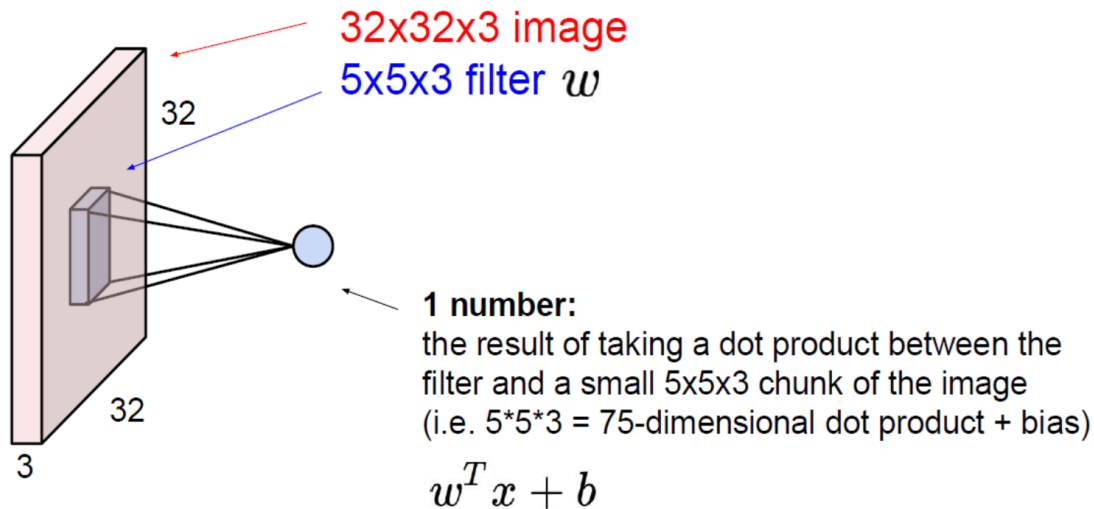 32x32x3 image
5x5x3 filter w
32
32
3
1 number:
the result of taking a dot product between the
filter and a small 5x5x3 chunk of the image
(i.e. 5*5*3 = 75-dimensional dot product + bias)
w^T x + b